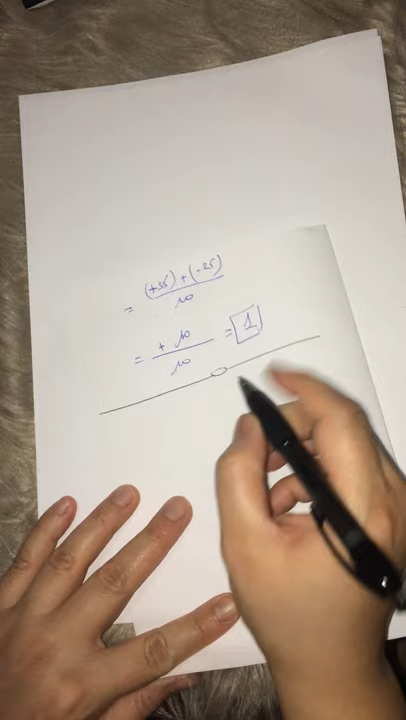 = (+35) + (-25) / 10
= + 10 / 10 = 1